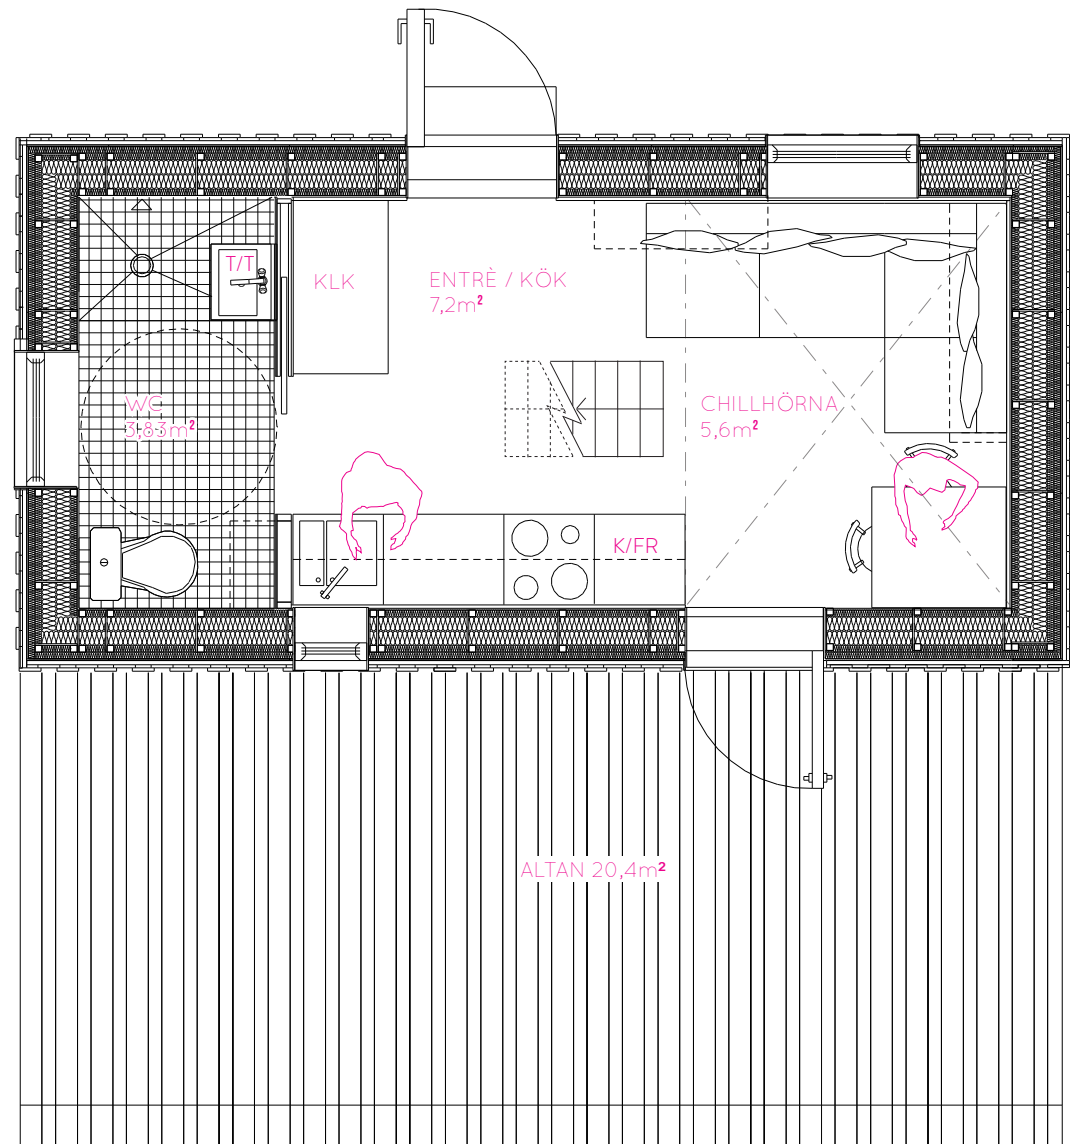 T/T
KLK
ENTRÈ / KÖK
7,2m²
WC
3,83m²
CHILLHÖRNA
5,6m²
K/FR
ALTAN 20,4m²